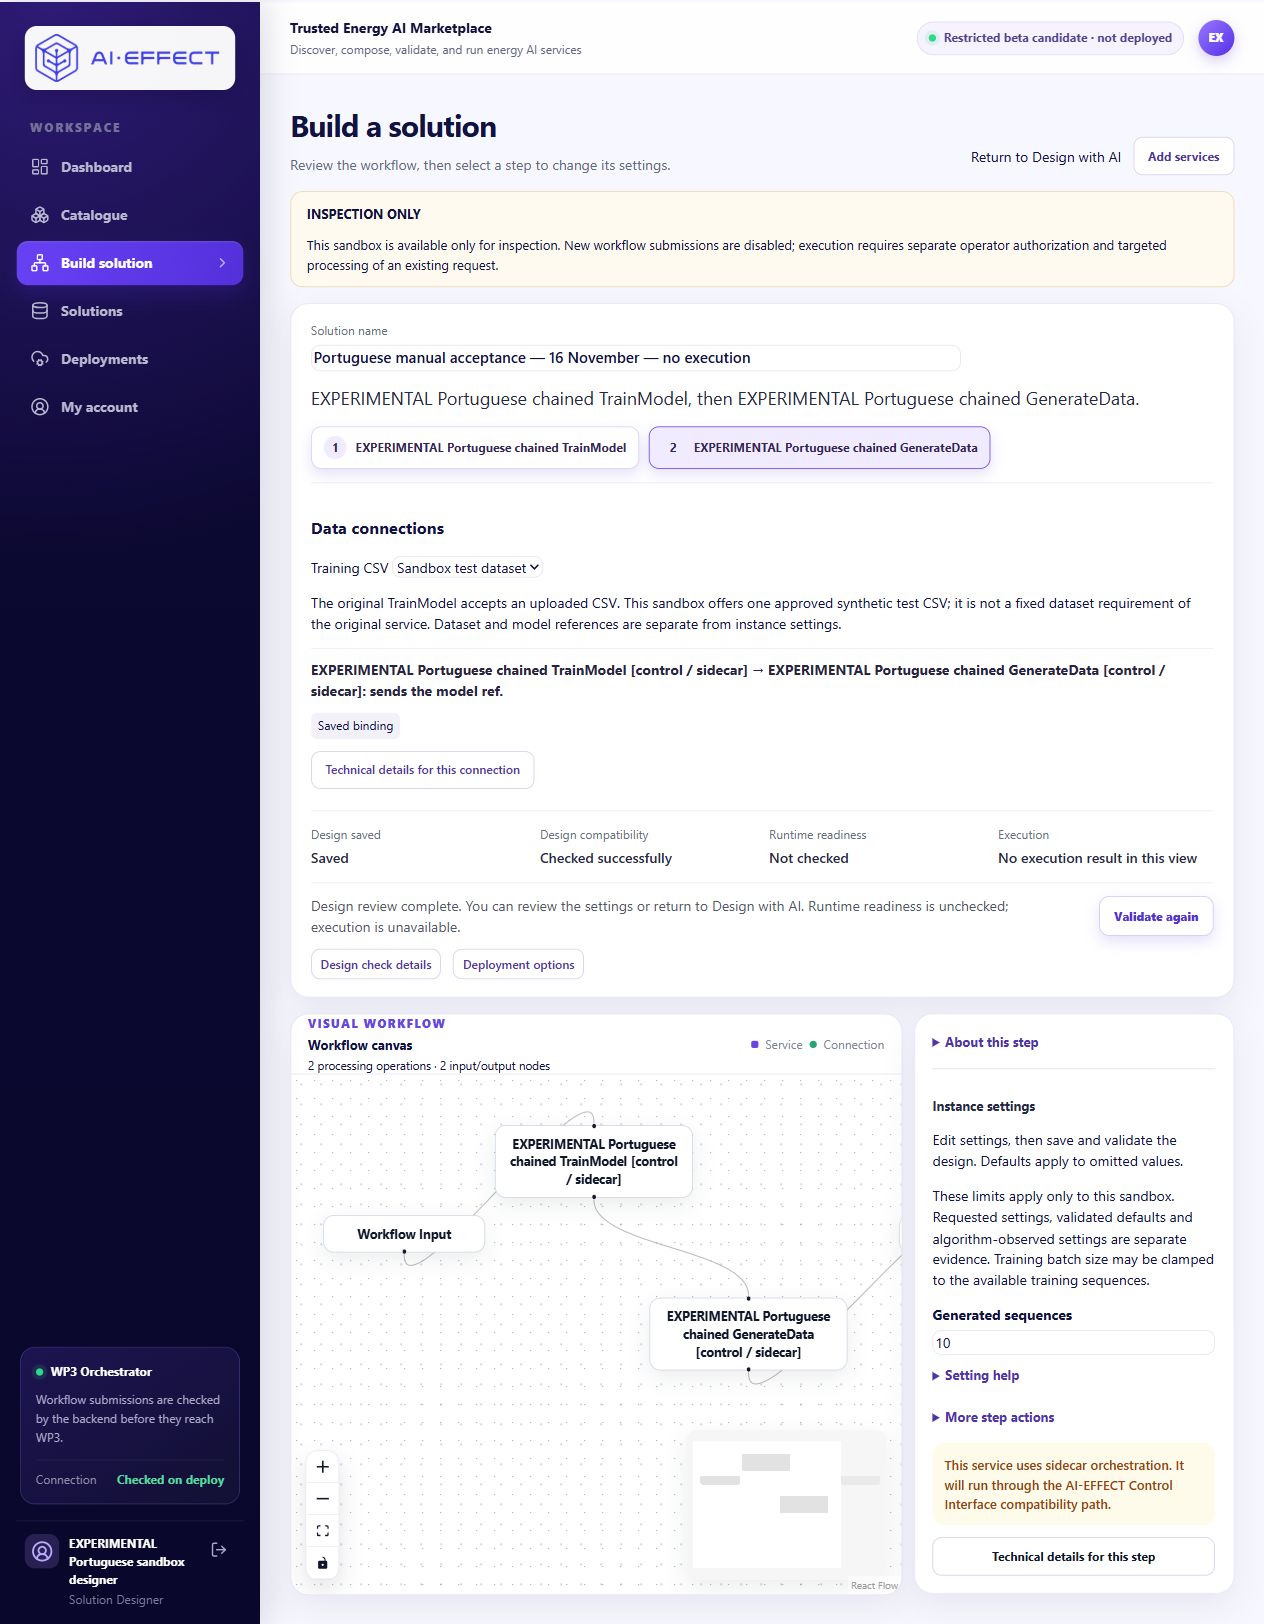 AI·EFFECT
WORKSPACE
Dashboard
Catalogue
Build solution
Solutions
Deployments
My account
WP3 Orchestrator
Workflow submissions are checked
by the backend before they reach
WP3.
Connection Checked on deploy
EXPERIMENTAL
Portuguese sandbox
designer
Solution Designer
Trusted Energy AI Marketplace
Discover, compose, validate, and run energy AI services
Restricted beta candidate · not deployed
EX
Build a solution
Review the workflow, then select a step to change its settings.
Return to Design with AI
Add services
INSPECTION ONLY
This sandbox is available only for inspection. New workflow submissions are disabled; execution requires separate operator authorization and targeted
processing of an existing request.
Solution name
Portuguese manual acceptance — 16 November — no execution
EXPERIMENTAL Portuguese chained TrainModel, then EXPERIMENTAL Portuguese chained GenerateData.
1 EXPERIMENTAL Portuguese chained TrainModel
2 EXPERIMENTAL Portuguese chained GenerateData
Data connections
Training CSV Sandbox test dataset
The original TrainModel accepts an uploaded CSV. This sandbox offers one approved synthetic test CSV; it is not a fixed dataset requirement of
the original service. Dataset and model references are separate from instance settings.
EXPERIMENTAL Portuguese chained TrainModel [control / sidecar] → EXPERIMENTAL Portuguese chained GenerateData [control /
sidecar]: sends the model ref.
Saved binding
Technical details for this connection
Design saved
Saved
Design compatibility
Checked successfully
Runtime readiness
Not checked
Execution
No execution result in this view
Design review complete. You can review the settings or return to Design with AI. Runtime readiness is unchecked;
execution is unavailable.
Validate again
Design check details
Deployment options
VISUAL WORKFLOW
Workflow canvas
2 processing operations · 2 input/output nodes
Service
Connection
EXPERIMENTAL Portuguese
chained TrainModel [control
/ sidecar]
Workflow Input
EXPERIMENTAL Portuguese
chained GenerateData
[control / sidecar]
React Flow
About this step
Instance settings
Edit settings, then save and validate the
design. Defaults apply to omitted values.
These limits apply only to this sandbox.
Requested settings, validated defaults and
algorithm-observed settings are separate
evidence. Training batch size may be clamped
to the available training sequences.
Generated sequences
10
Setting help
More step actions
This service uses sidecar orchestration. It
will run through the AI-EFFECT Control
Interface compatibility path.
Technical details for this step